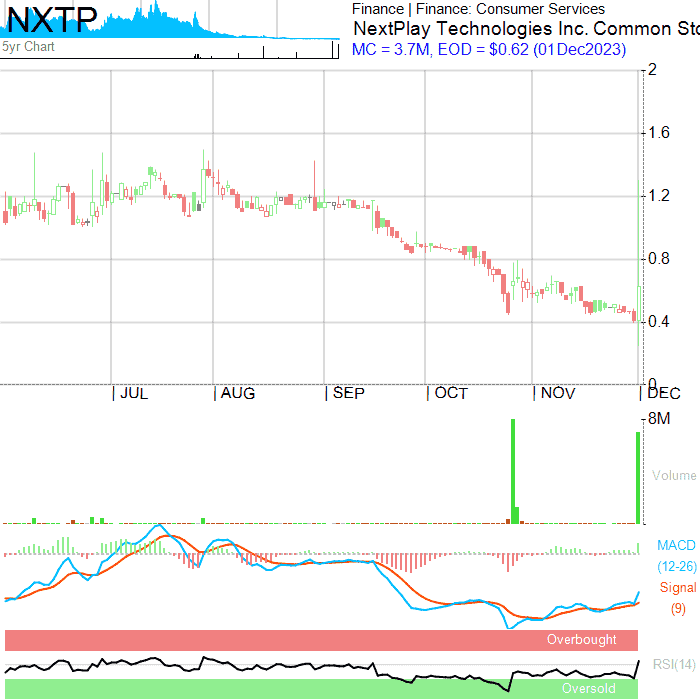 NXTP
5yr Chart
Finance | Finance: Consumer Services
NextPlay Technologies Inc. Common Sto
MC = 3.7M, EOD = $0.62 (01Dec2023)
2
1.6
1.2
0.8
0.4
0
JUL AUG SEP OCT NOV DEC
8M
Volume
MACD
(12-26)
Signal
(9)
Overbought
RSI(14)
Oversold